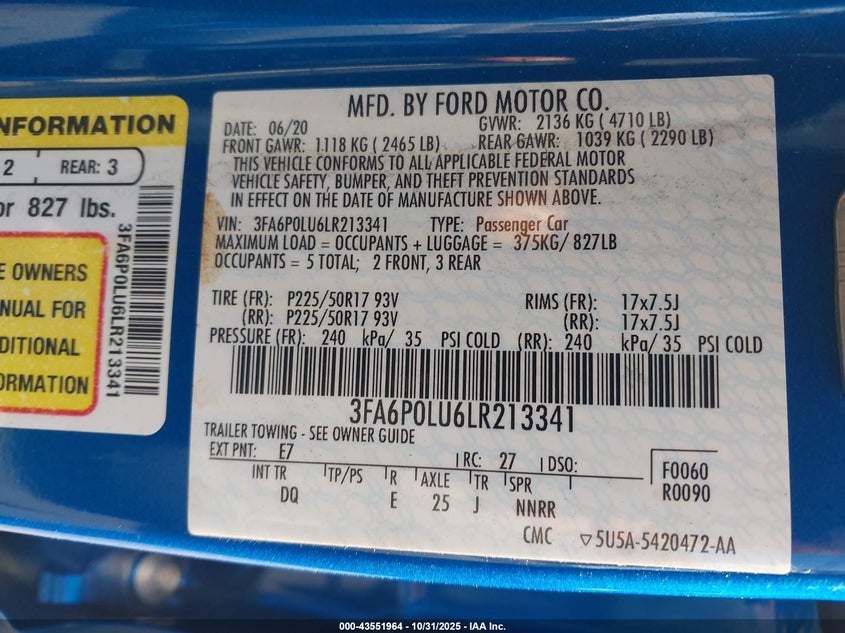 NFORMATION
2
REAR: 3
or 827 lbs.
E OWNERS
NUAL FOR
DITIONAL
ORMATION
3FA6P0LU6LR213341
MFD. BY FORD MOTOR CO.
DATE: 06/20 GVWR: 2136 KG ( 4710 LB)
FRONT GAWR: 1118 KG ( 2465 LB) REAR GAWR: 1039 KG ( 2290 LB)
THIS VEHICLE CONFORMS TO ALL APPLICABLE FEDERAL MOTOR
VEHICLE SAFETY, BUMPER, AND THEFT PREVENTION STANDARDS
IN EFFECT ON THE DATE OF MANUFACTURE SHOWN ABOVE.
VIN: 3FA6P0LU6LR213341 TYPE: Passenger Car
MAXIMUM LOAD = OCCUPANTS + LUGGAGE = 375KG/ 827LB
OCCUPANTS = 5 TOTAL; 2 FRONT, 3 REAR
TIRE (FR): P225/50R17 93V RIMS (FR): 17x7.5J
(RR): P225/50R17 93V (RR): 17x7.5J
PRESSURE (FR): 240 kPa/ 35 PSI COLD (RR): 240 kPa/ 35 PSI COLD
3FA6P0LU6LR213341
TRAILER TOWING - SEE OWNER GUIDE
EXT PNT: E7 RC: 27 DSO: F0060
INT TR TP/PS R AXLE TR SPR R0090
DQ E 25 J NNRR
CMC 5U5A-5420472-AA
000-43551964 - 10/31/2025 - IAA Inc.